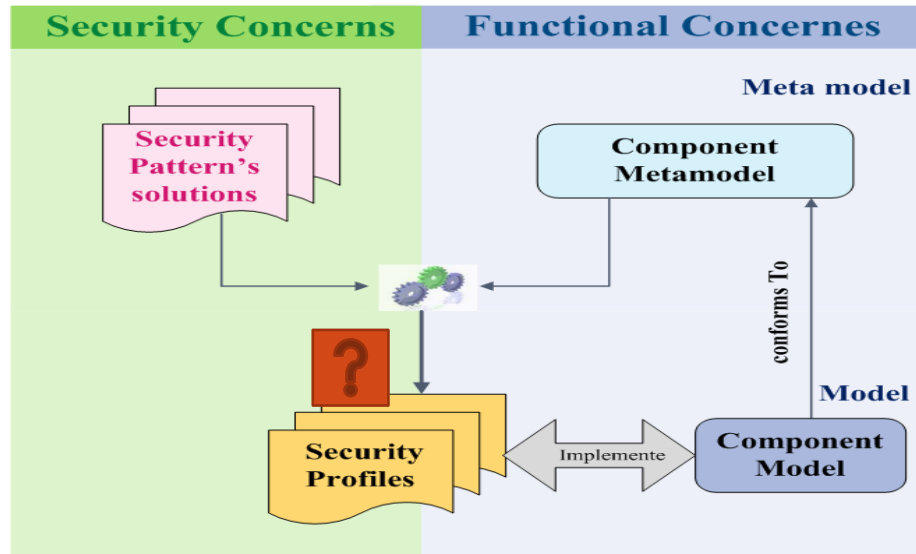 Security Concerns
Functional Concernes
Meta model
Security
Pattern's
solutions
Component
Metamodel
conforms To
?
Model
Security
Profiles
Implemente
Component
Model